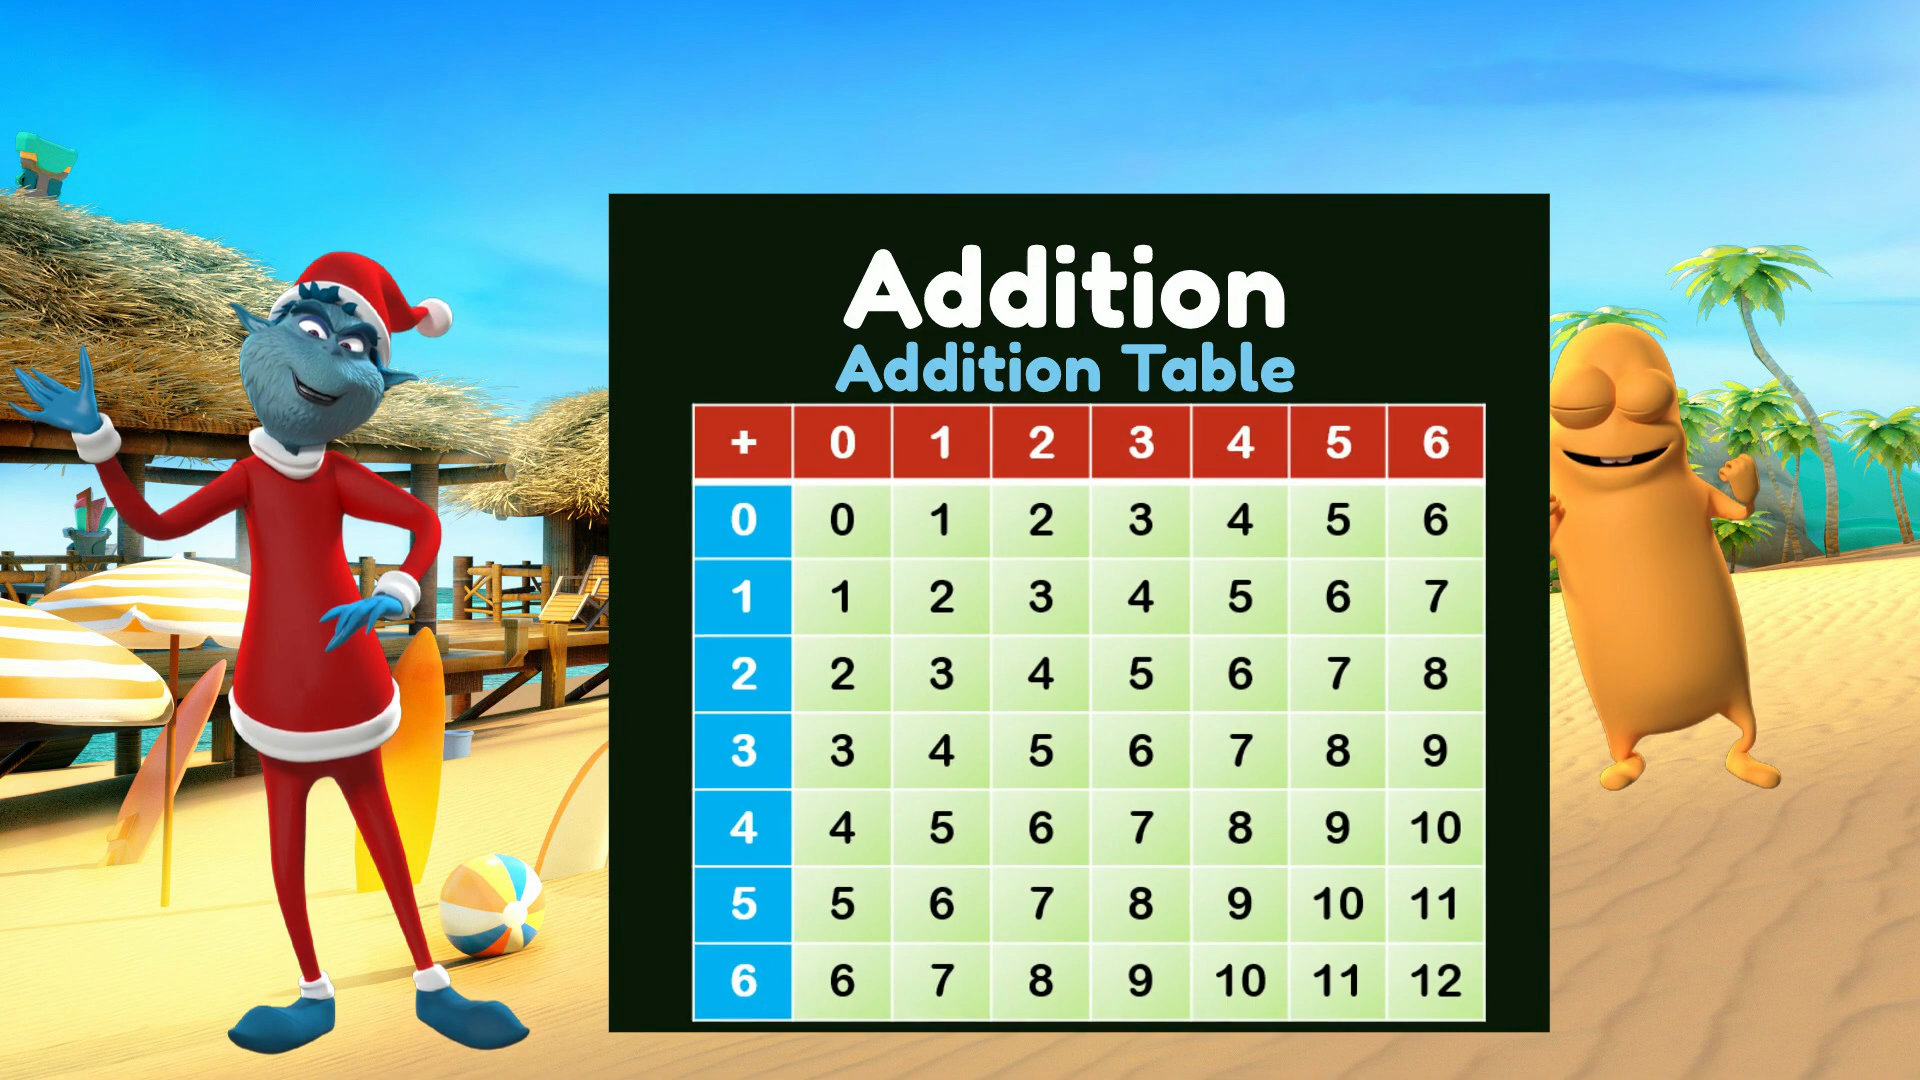 Addition
Addition Table
+ 0 1 2 3 4 5 6
0 0 1 2 3 4 5 6
1 1 2 3 4 5 6 7
2 2 3 4 5 6 7 8
3 3 4 5 6 7 8 9
4 4 5 6 7 8 9 10
5 5 6 7 8 9 10 11
6 6 7 8 9 10 11 12